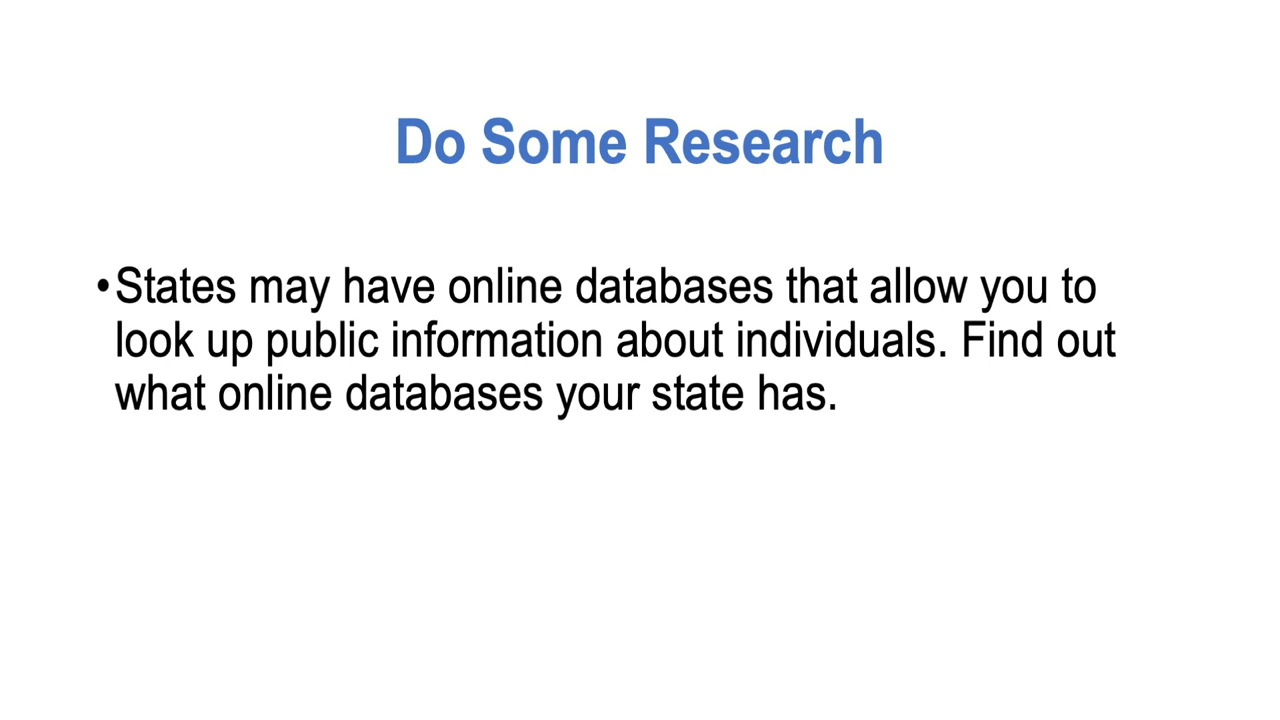 Do Some Research
•States may have online databases that allow you to
look up public information about individuals. Find out
what online databases your state has.